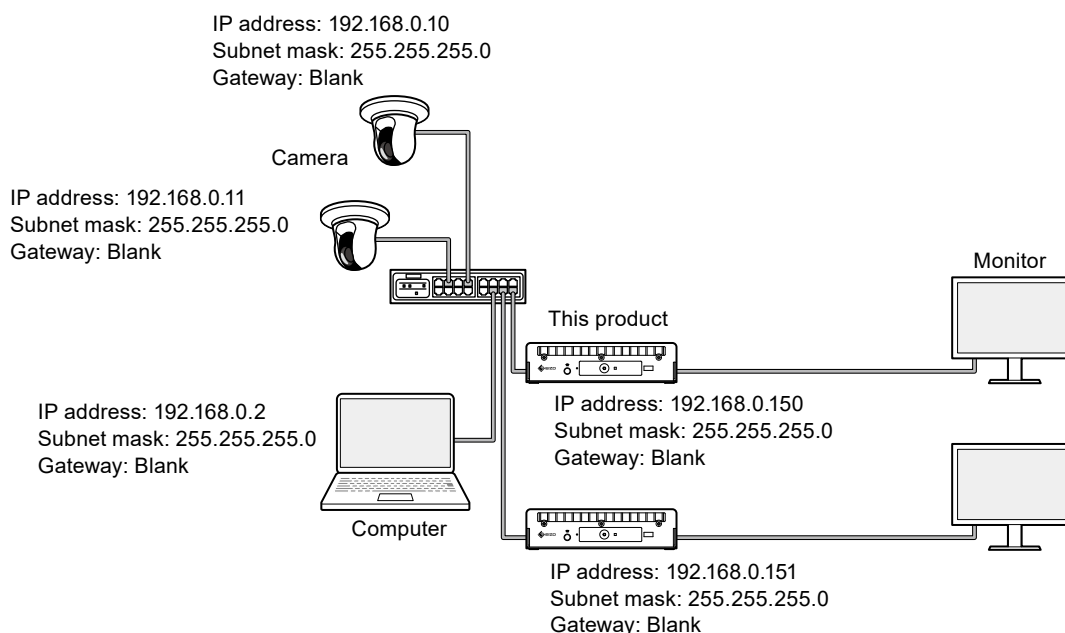 IP address: 192.168.0.10
Subnet mask: 255.255.255.0
Gateway: Blank
Camera
IP address: 192.168.0.11
Subnet mask: 255.255.255.0
Gateway: Blank
Monitor
This product
EIZO
IP address: 192.168.0.2
Subnet mask: 255.255.255.0
Gateway: Blank
IP address: 192.168.0.150
Subnet mask: 255.255.255.0
Gateway: Blank
Computer
EIZO
IP address: 192.168.0.151
Subnet mask: 255.255.255.0
Gateway: Blank